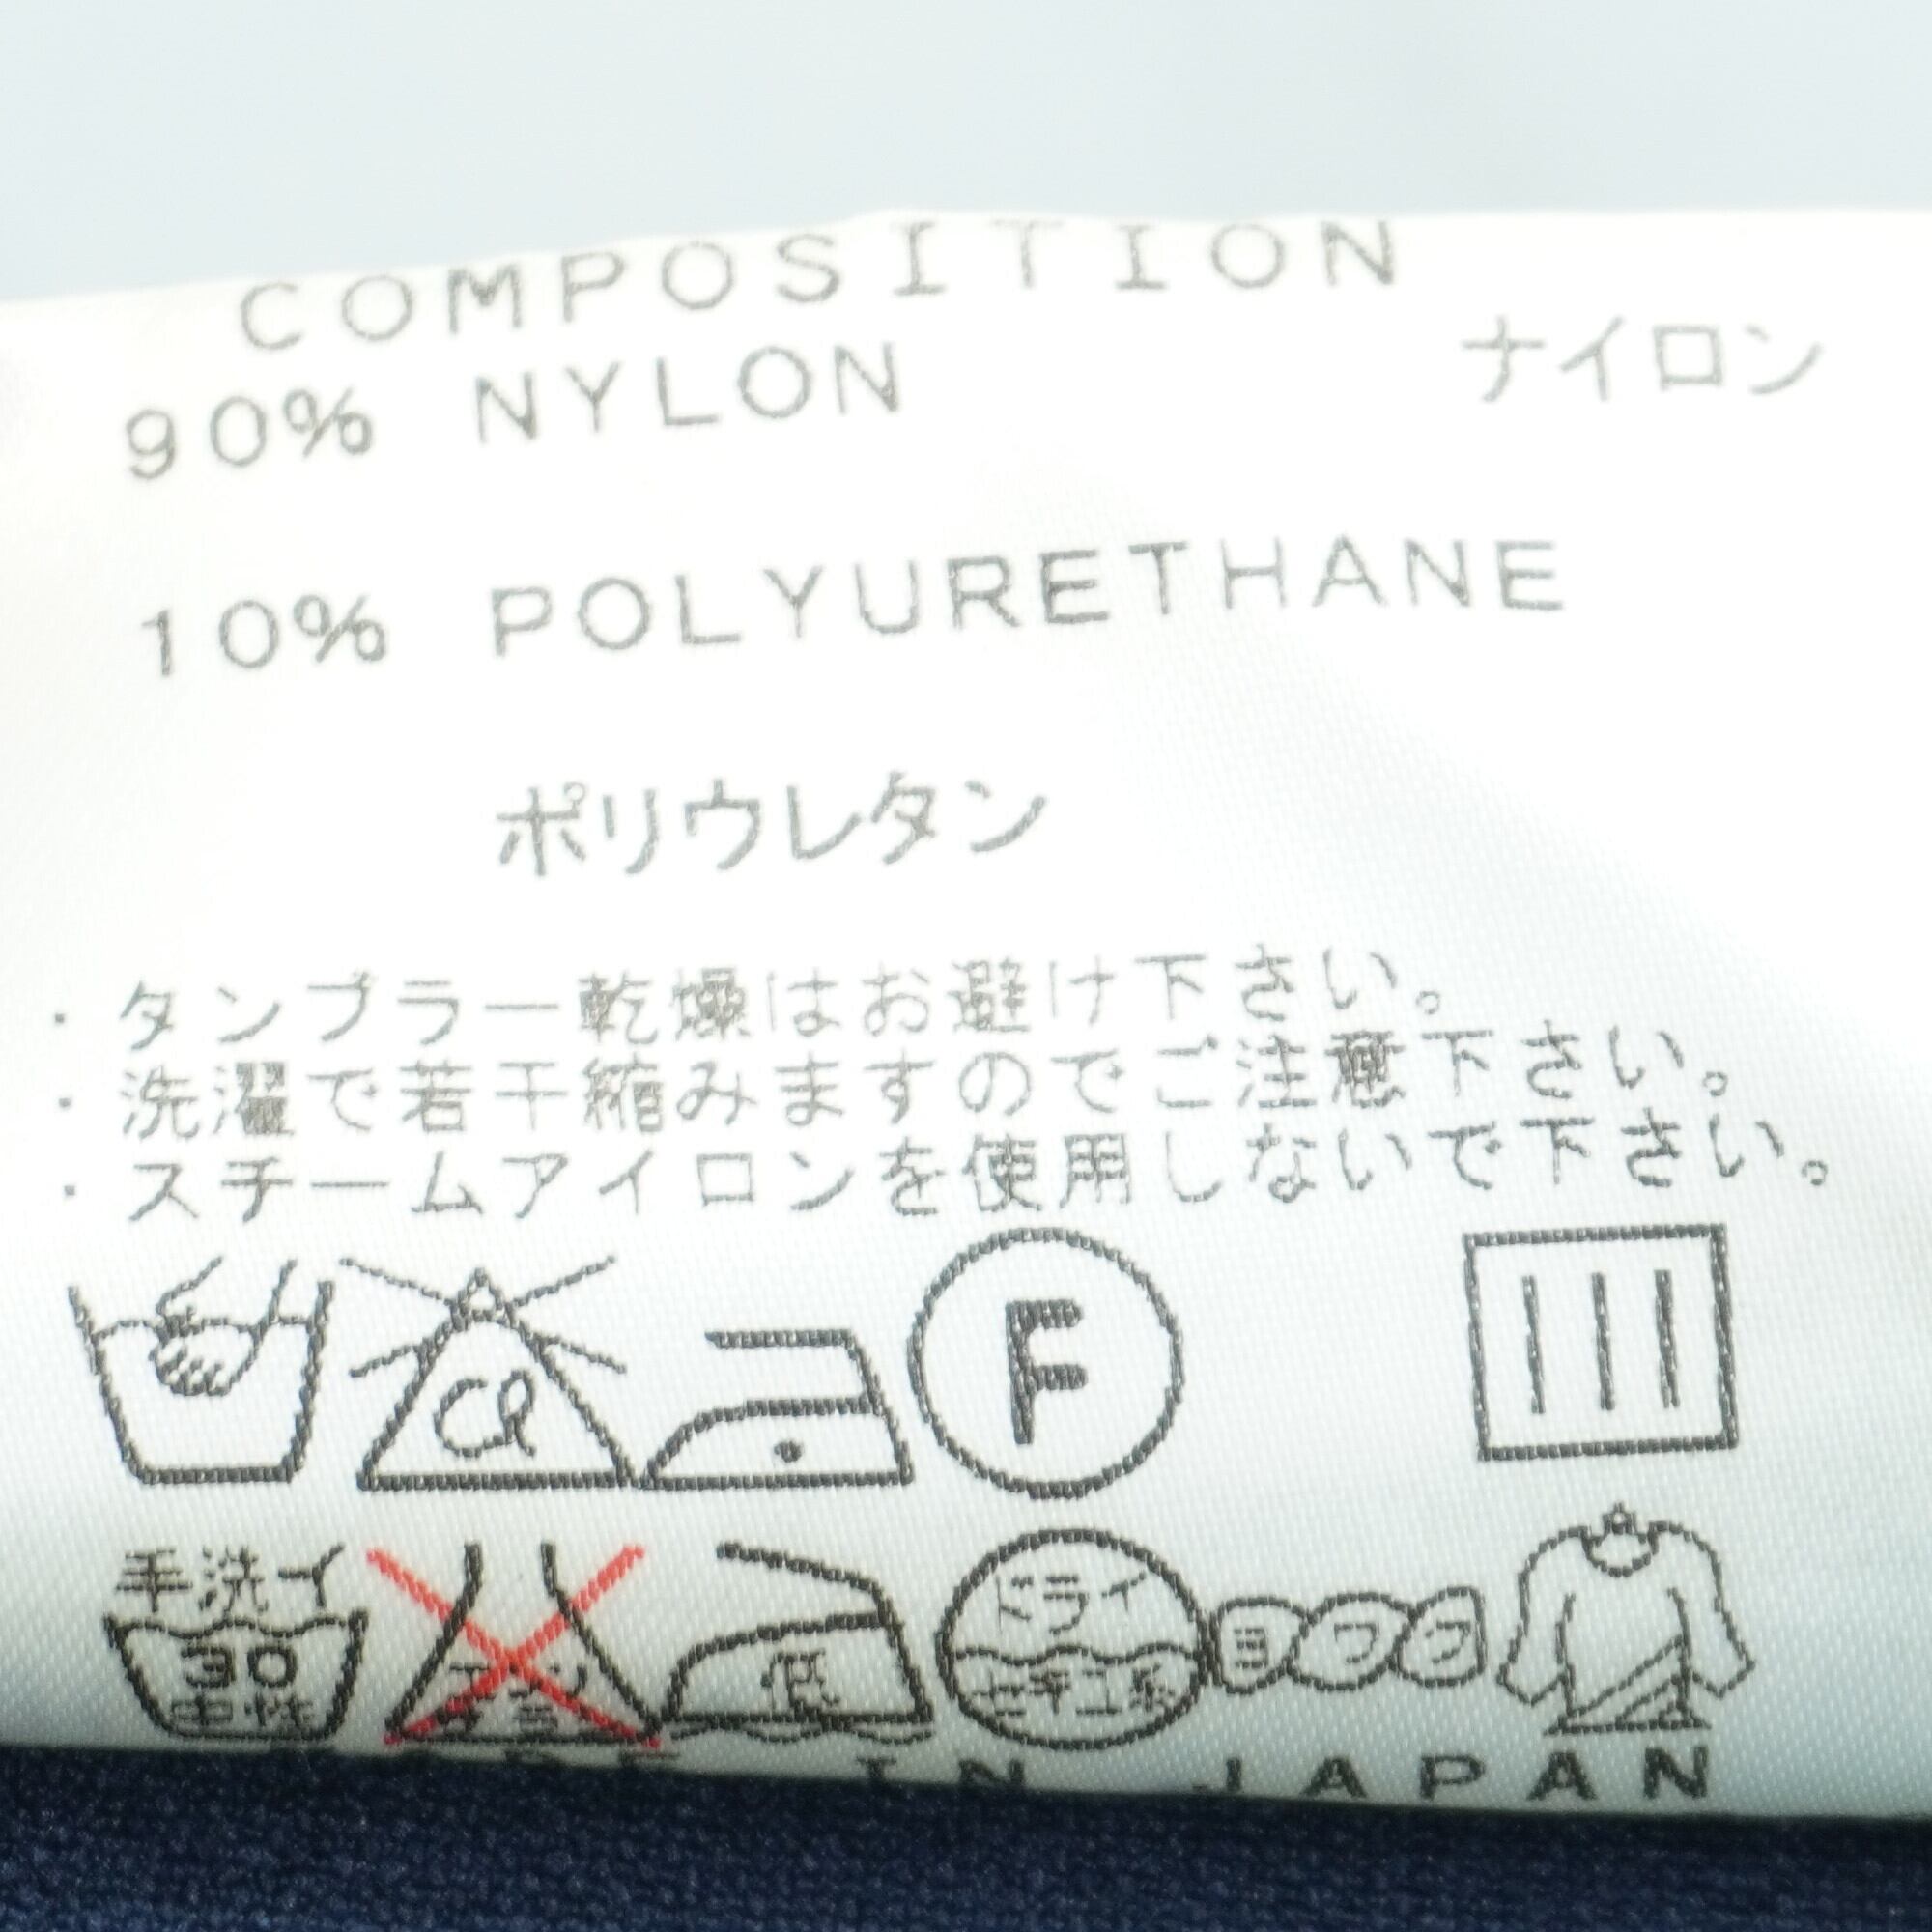 COMPOSITION
90% NYLON ナイロン
10% POLYURETHANE
ポリウレタン
・タンブラー乾燥はお避け下さい。
・洗濯で若干縮みますのでご注意下さい。
・スチームアイロンを使用しないで下さい。
Cl F
手洗イ 30 中性 低 ドライ ヨワク
IN JAPAN